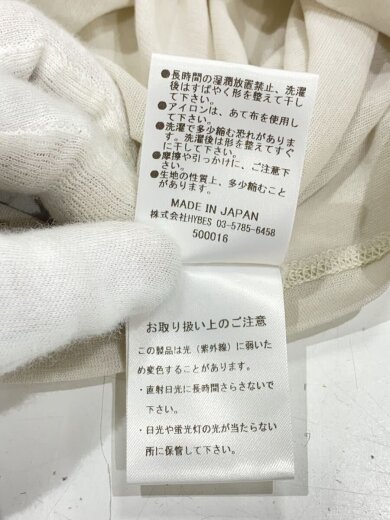 ●長時間の湿潤放置禁止、洗濯
後はすばやく形を整えて干し
て下さい。
●アイロンは、あて布を使用し
て下さい。
●洗濯で多少縮む恐れがありま
す。洗濯後は形を整えてすぐ
に干して下さい。
●摩擦や引っかけに、ご注意下
さい。
●生地の性質上、多少縮むこと
があります。
MADE IN JAPAN
株式会社HYBES 03-5785-6458
500016
お取り扱い上のご注意
この製品は光（紫外線）に弱いた
め変色することがあります。
・直射日光に長時間さらさないで
下さい。
・日光や蛍光灯の光が当たらない
所に保管して下さい。